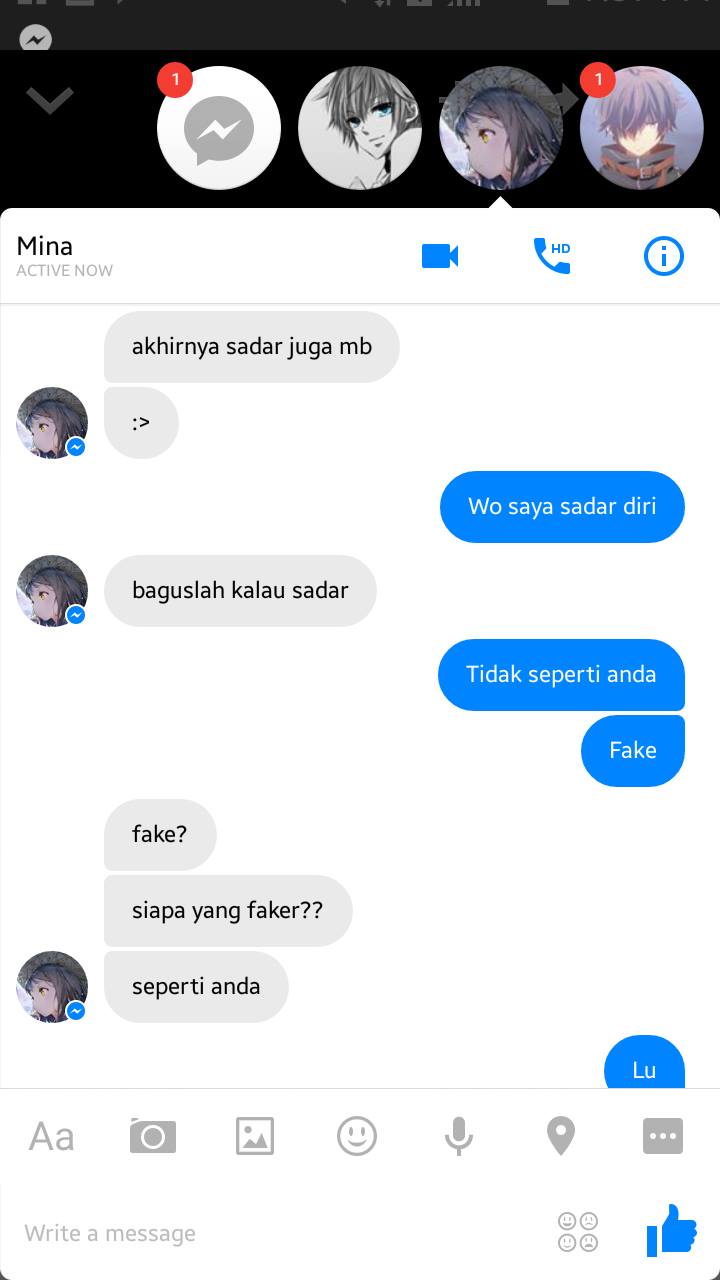 1
1
Mina
ACTIVE NOW
HD
akhirnya sadar juga mb
:>
Wo saya sadar diri
baguslah kalau sadar
Tidak seperti anda
Fake
fake?
siapa yang faker??
seperti anda
Lu
Aa
Write a message